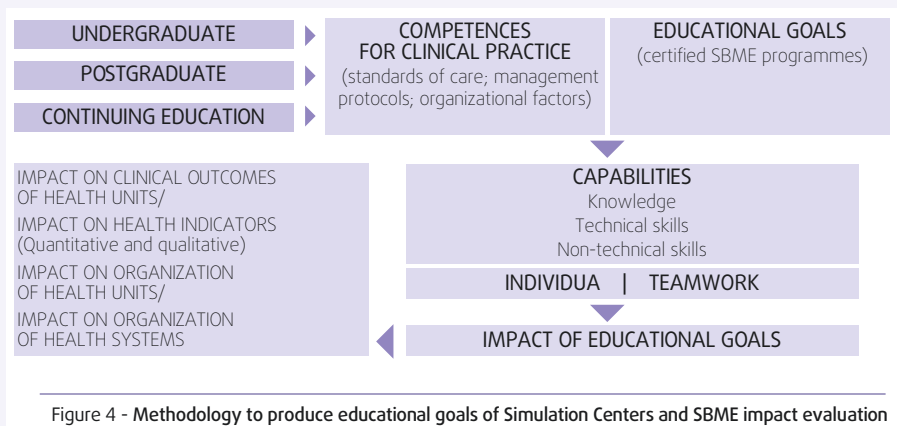 UNDERGRADUATE
POSTGRADUATE
CONTINUING EDUCATION
COMPETENCES
FOR CLINICAL PRACTICE
(standards of care; management
protocols; organizational factors)
EDUCATIONAL GOALS
(certified SBME programmes)
CAPABILITIES
Knowledge
Technical skills
Non-technical skills
INDIVIDUA | TEAMWORK
IMPACT OF EDUCATIONAL GOALS
IMPACT ON CLINICAL OUTCOMES
OF HEALTH UNITS/
IMPACT ON HEALTH INDICATORS
(Quantitative and qualitative)
IMPACT ON ORGANIZATION
OF HEALTH UNITS/
IMPACT ON ORGANIZATION
OF HEALTH SYSTEMS
Figure 4 - Methodology to produce educational goals of Simulation Centers and SBME impact evaluation